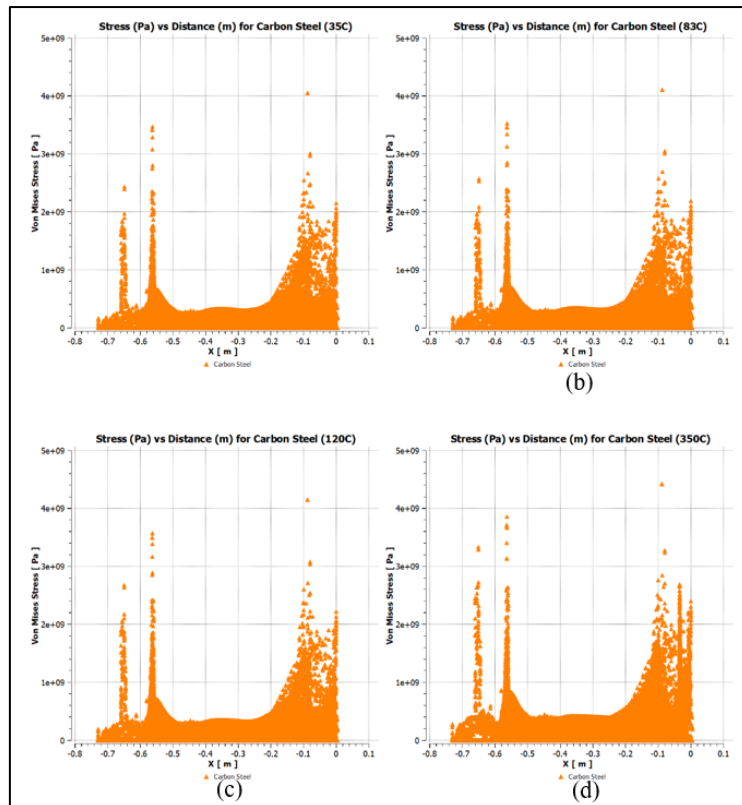 Stress (Pa) vs Distance (m) for Carbon Steel (35C)
5e+09
4e+09
3e+09
2e+09
1e+09
0
Von Mises Stress [ Pa ]
-0.8 -0.7 -0.6 -0.5 -0.4 -0.3 -0.2 -0.1 0 0.1
X [ m ]
Carbon Steel
Stress (Pa) vs Distance (m) for Carbon Steel (83C)
5e+09
4e+09
3e+09
2e+09
1e+09
0
Von Mises Stress [ Pa ]
-0.8 -0.7 -0.6 -0.5 -0.4 -0.3 -0.2 -0.1 0 0.1
X [ m ]
Carbon Steel
(b)
Stress (Pa) vs Distance (m) for Carbon Steel (120C)
5e+09
4e+09
3e+09
2e+09
1e+09
0
Von Mises Stress [ Pa ]
-0.8 -0.7 -0.6 -0.5 -0.4 -0.3 -0.2 -0.1 0 0.1
X [ m ]
Carbon Steel
(c)
Stress (Pa) vs Distance (m) for Carbon Steel (350C)
5e+09
4e+09
3e+09
2e+09
1e+09
0
Von Mises Stress [ Pa ]
-0.8 -0.7 -0.6 -0.5 -0.4 -0.3 -0.2 -0.1 0 0.1
X [ m ]
Carbon Steel
(d)